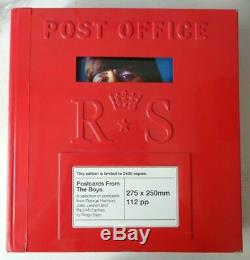 POST OFFICE
R S
This edition is limited to 2500 copies.
Postcards From
The Boys.
A selection of postcards
from George Harrison,
John Lennon and
Paul McCartney
to Ringo Starr
275 x 250mm
112 pp